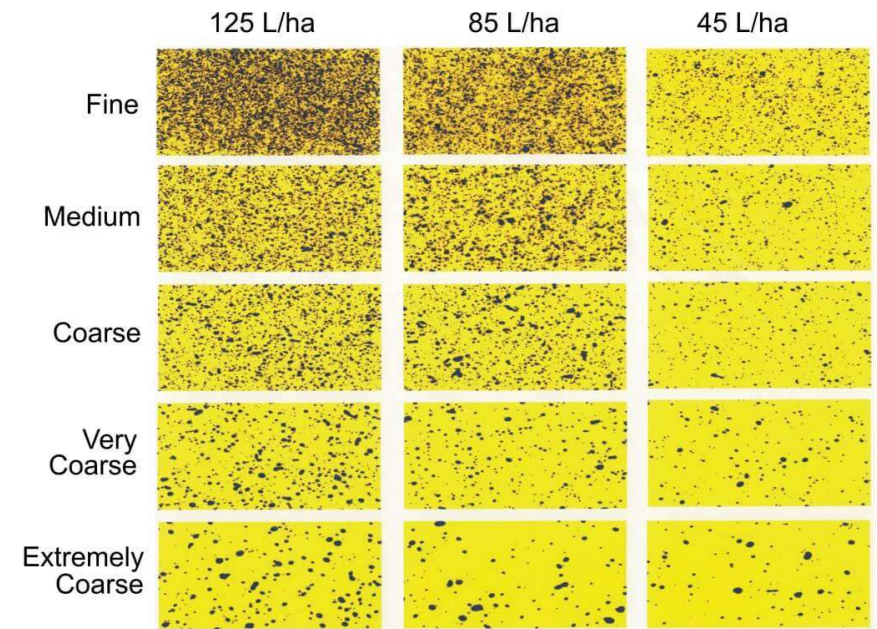 125 L/ha 85 L/ha 45 L/ha
Fine
Medium
Coarse
Very
Coarse
Extremely
Coarse